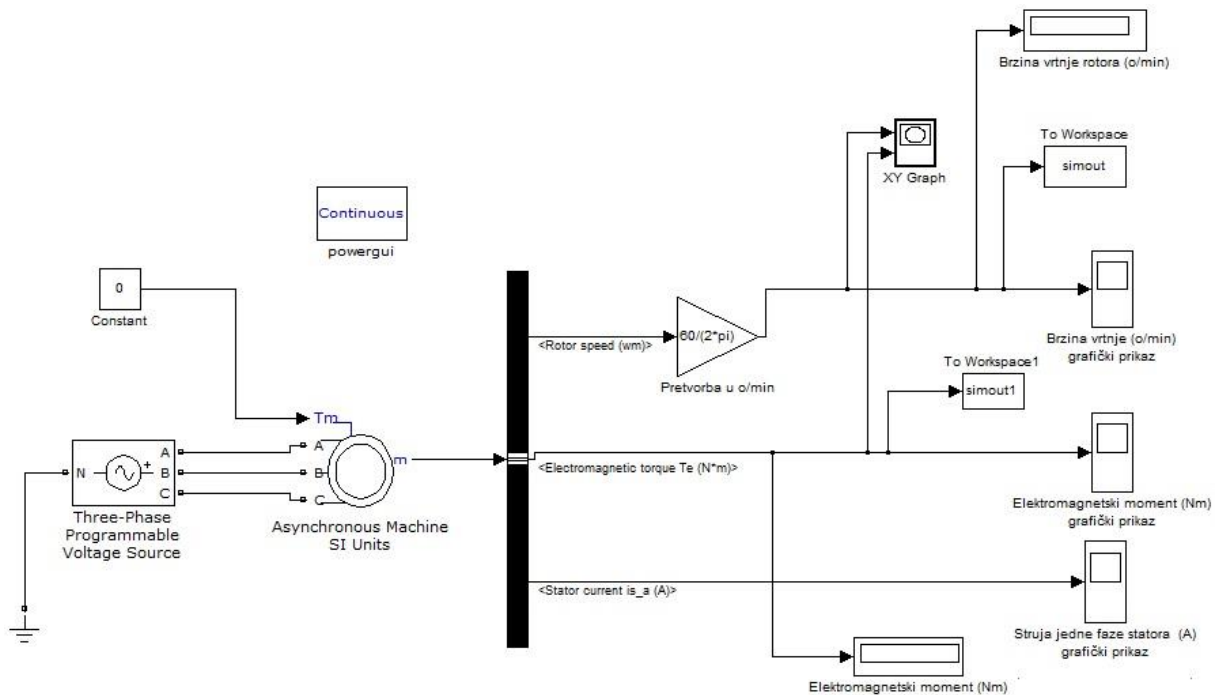 Brzina vrtnje rotora (o/min)
To Workspace
simout
XY Graph
Continuous
powergui
0
Constant
60/(2*pi)
<Rotor speed (wm)>
Pretvorba u o/min
Brzina vrtnje (o/min)
grafički prikaz
To Workspace1
simout1
Tm
A
B
C
m
N
+
A
B
C
<Electromagnetic torque Te (N*m)>
Three-Phase
Programmable
Voltage Source
Asynchronous Machine
SI Units
Elektromagnetski moment (Nm)
grafički prikaz
<Stator current is_a (A)>
Struja jedne faze statora (A)
grafički prikaz
Elektromagnetski moment (Nm)